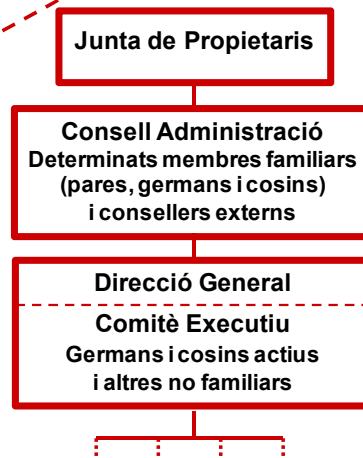 Junta de Propietaris
Consell Administració
Determinats membres familiars
(pares, germans i cosins)
i consellers externs
Direcció General
Comitè Executiu
Germans i cosins actius
i altres no familiars